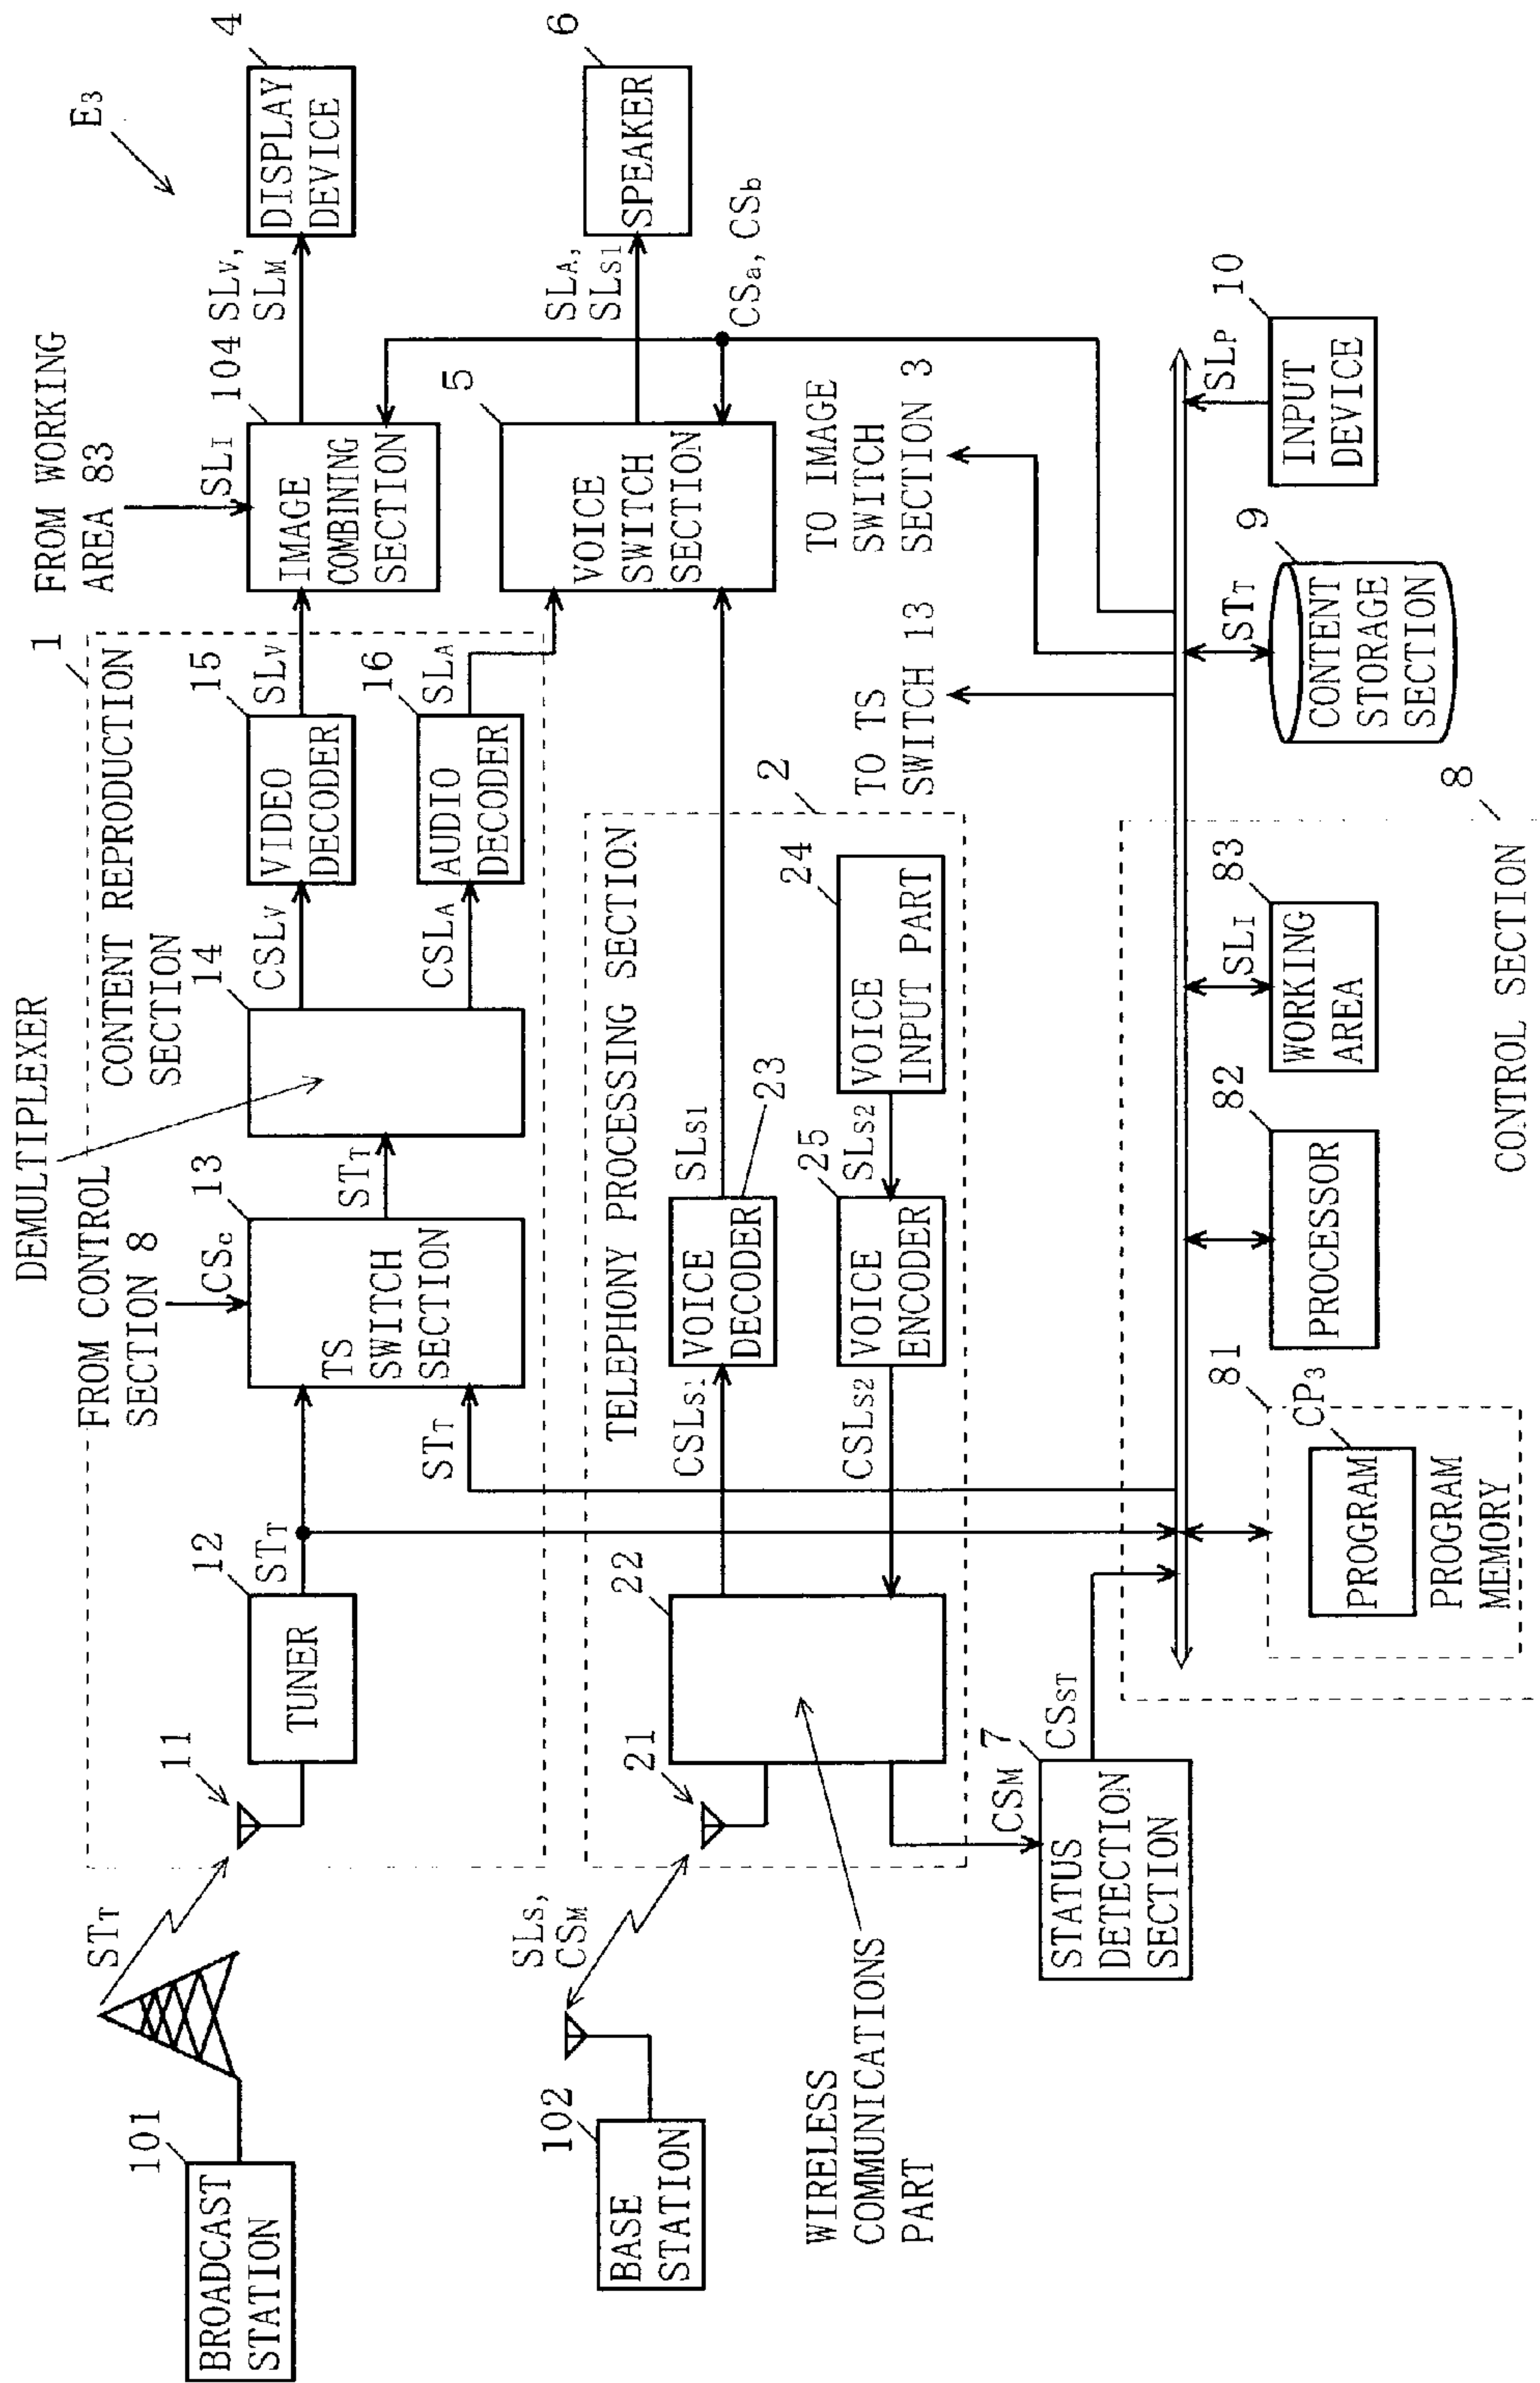 E3
FROM WORKING
AREA 83
1
CONTENT REPRODUCTION
SECTION
DEMUTIPLEXER
FROM CONTROL
SECTION 8
CSc
13
TS
SWITCH
SECTION
STT
14
CSLV
CSLA
15
VIDEO
DECODER
SLV
16
AUDIO
DECODER
SLA
SLI
104
IMAGE
COMBINING
SECTION
SLV,
SLM
4
DISPLAY
DEVICE
5
VOICE
SWITCH
SECTION
SLA,
SLS1
6
SPEAKER
CSa, CSb
STT
101
BROADCAST
STATION
11
12
TUNER
STT
STT
TELEPHONY PROCESSING SECTION
2
SLS,
CSM
102
BASE
STATION
21
22
WIRELESS
COMMUNICATIONS
PART
CSLS1
VOICE
DECODER
23
SLS1
CSLS2
25
VOICE
ENCODER
SLS2
24
VOICE
INPUT PART
TO TS
SWITCH 13
TO IMAGE
SWITCH
SECTION 3
CSM
7
STATUS
DETECTION
SECTION
CSST
81
CP3
PROGRAM
PROGRAM
MEMORY
82
PROCESSOR
83
SLI
WORKING
AREA
8
CONTROL SECTION
9
STT
CONTENT
STORAGE
SECTION
10
SLP
INPUT
DEVICE